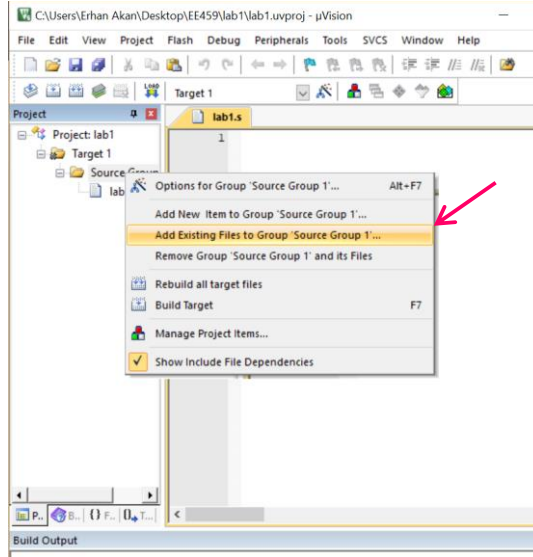 C:\Users\Erhan Akan\Desktop\EE459\lab1\lab1.uvproj - µVision
File Edit View Project Flash Debug Peripherals Tools SVCS Window Help
Target 1
Project
lab1.s
Project: lab1
1
Target 1
Source Group
lab
Options for Group 'Source Group 1'... Alt+F7
Add New Item to Group 'Source Group 1'...
Add Existing Files to Group 'Source Group 1'...
Remove Group 'Source Group 1' and its Files
Rebuild all target files
Build Target F7
Manage Project Items...
Show Include File Dependencies
P... B... {} F... 0 T...
Build Output